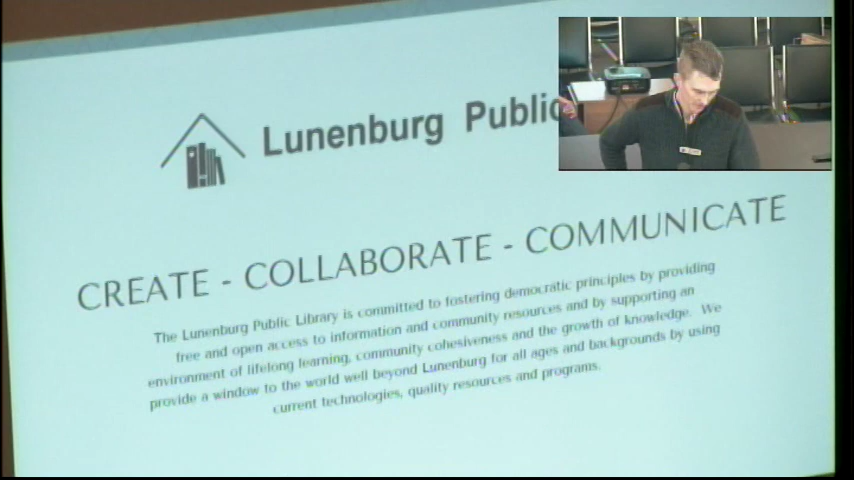 Lunenburg Public
CREATE - COLLABORATE - COMMUNICATE
The Lunenburg Public Library is committed to fostering democratic principles by providing
free and open access to information and community resources and by supporting an
environment of lifelong learning, community cohesiveness and the growth of knowledge. We
provide a window to the world well beyond Lunenburg for all ages and backgrounds by using
current technologies, quality resources and programs.